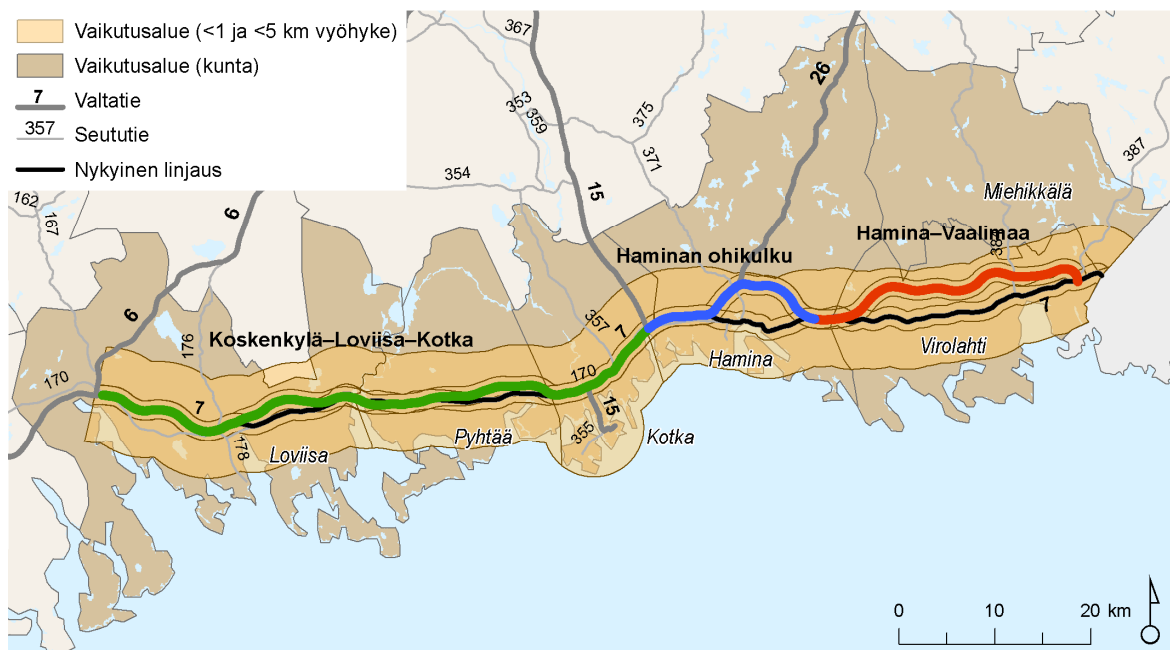 Vaikutusalue (<1 ja <5 km vyöhyke)
Vaikutusalue (kunta)
7 Valtatie
357 Seututie
Nykyinen linjaus
367
353
359
375
371
354
26
387
15
162
167
6
Miehikkälä
Hamina–Vaalimaa
Haminan ohikulku
6
176
357
7
7
Koskenkylä–Loviisa–Kotka
Hamina
Virolahti
170
170
7
15
355
178
Loviisa
Pyhtää
Kotka
0 10 20 km